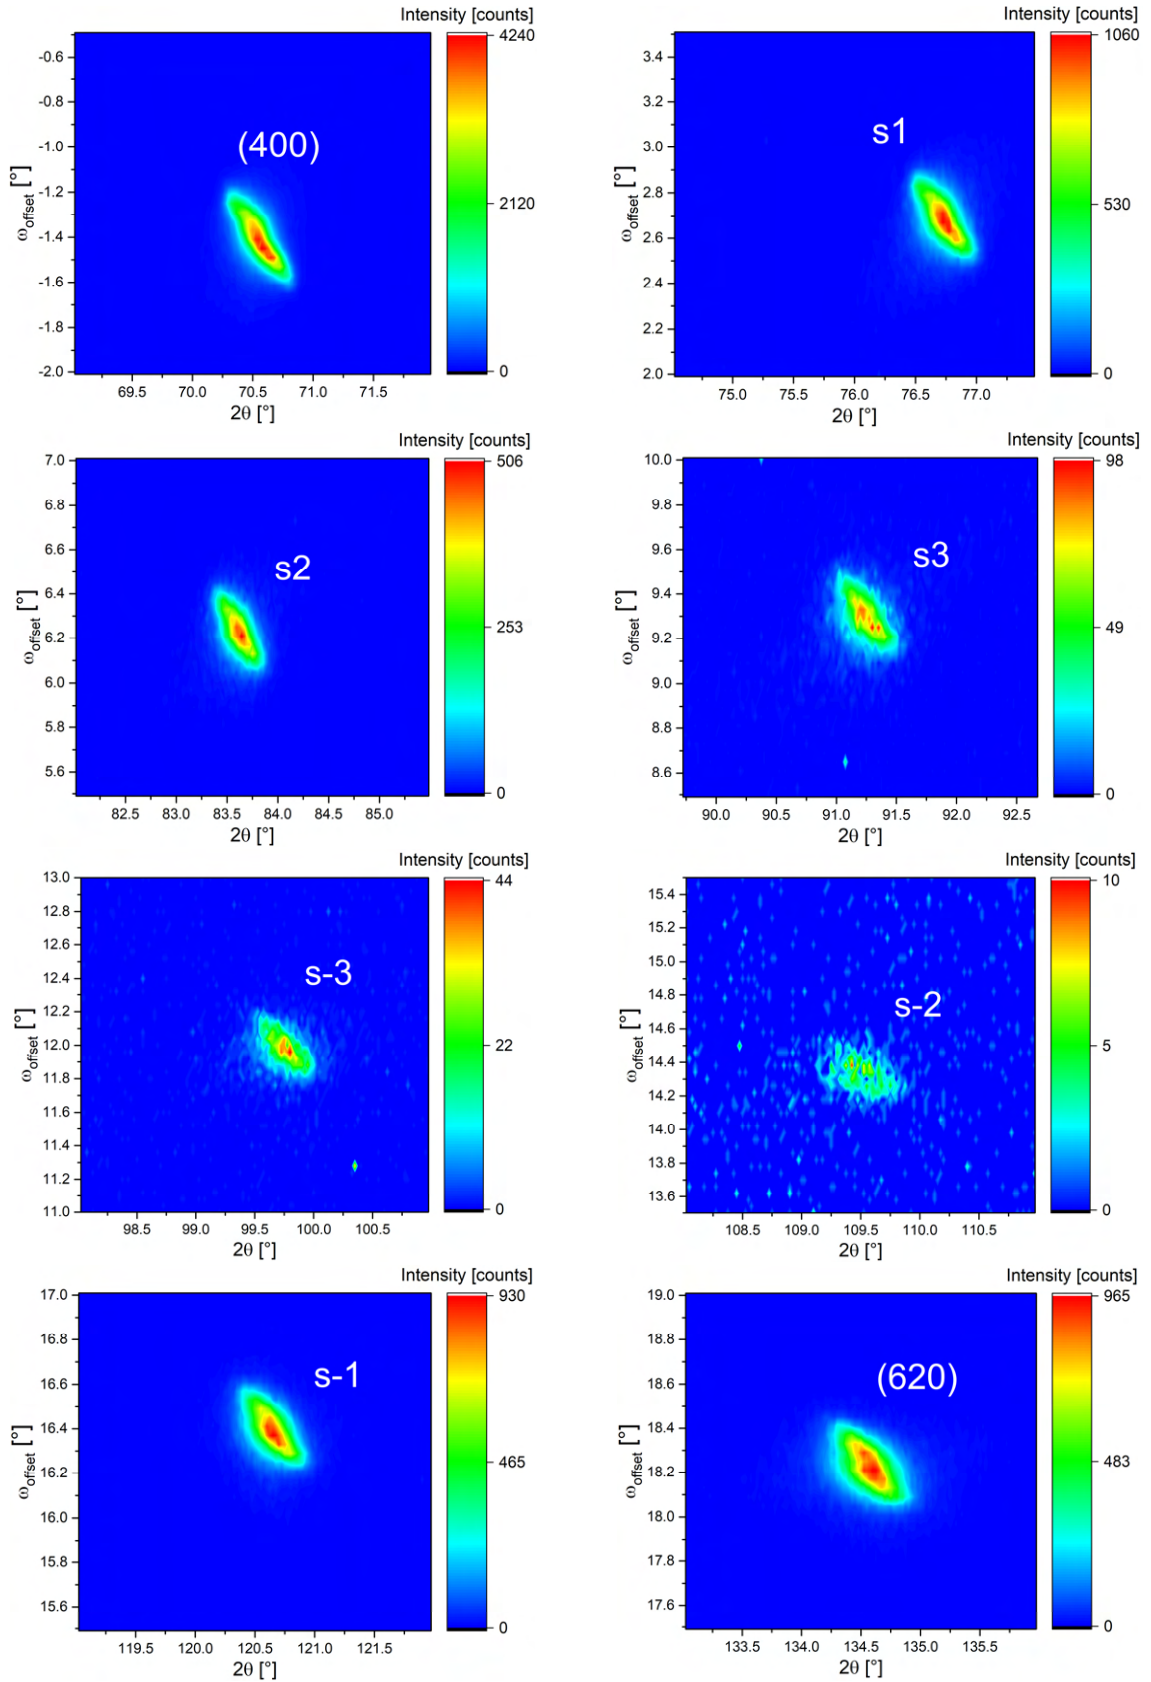 Intensity [counts]
4240
2120
0
-0.6
-0.8
-1.0
-1.2
-1.4
-1.6
-1.8
-2.0
ωoffset [°]
(400)
69.5 70.0 70.5 71.0 71.5
2θ [°]
Intensity [counts]
1060
530
0
3.4
3.2
3.0
2.8
2.6
2.4
2.2
2.0
ωoffset [°]
s1
75.0 75.5 76.0 76.5 77.0
2θ [°]
Intensity [counts]
506
253
0
7.0
6.8
6.6
6.4
6.2
6.0
5.8
5.6
ωoffset [°]
s2
82.5 83.0 83.5 84.0 84.5 85.0
2θ [°]
Intensity [counts]
98
49
0
10.0
9.8
9.6
9.4
9.2
9.0
8.8
8.6
ωoffset [°]
s3
90.0 90.5 91.0 91.5 92.0 92.5
2θ [°]
Intensity [counts]
44
22
0
13.0
12.8
12.6
12.4
12.2
12.0
11.8
11.6
11.4
11.2
11.0
ωoffset [°]
s-3
98.5 99.0 99.5 100.0 100.5
2θ [°]
Intensity [counts]
10
5
0
15.4
15.2
15.0
14.8
14.6
14.4
14.2
14.0
13.8
13.6
ωoffset [°]
s-2
108.5 109.0 109.5 110.0 110.5
2θ [°]
Intensity [counts]
930
465
0
17.0
16.8
16.6
16.4
16.2
16.0
15.8
15.6
ωoffset [°]
s-1
119.5 120.0 120.5 121.0 121.5
2θ [°]
Intensity [counts]
965
483
0
19.0
18.8
18.6
18.4
18.2
18.0
17.8
17.6
ωoffset [°]
(620)
133.5 134.0 134.5 135.0 135.5
2θ [°]